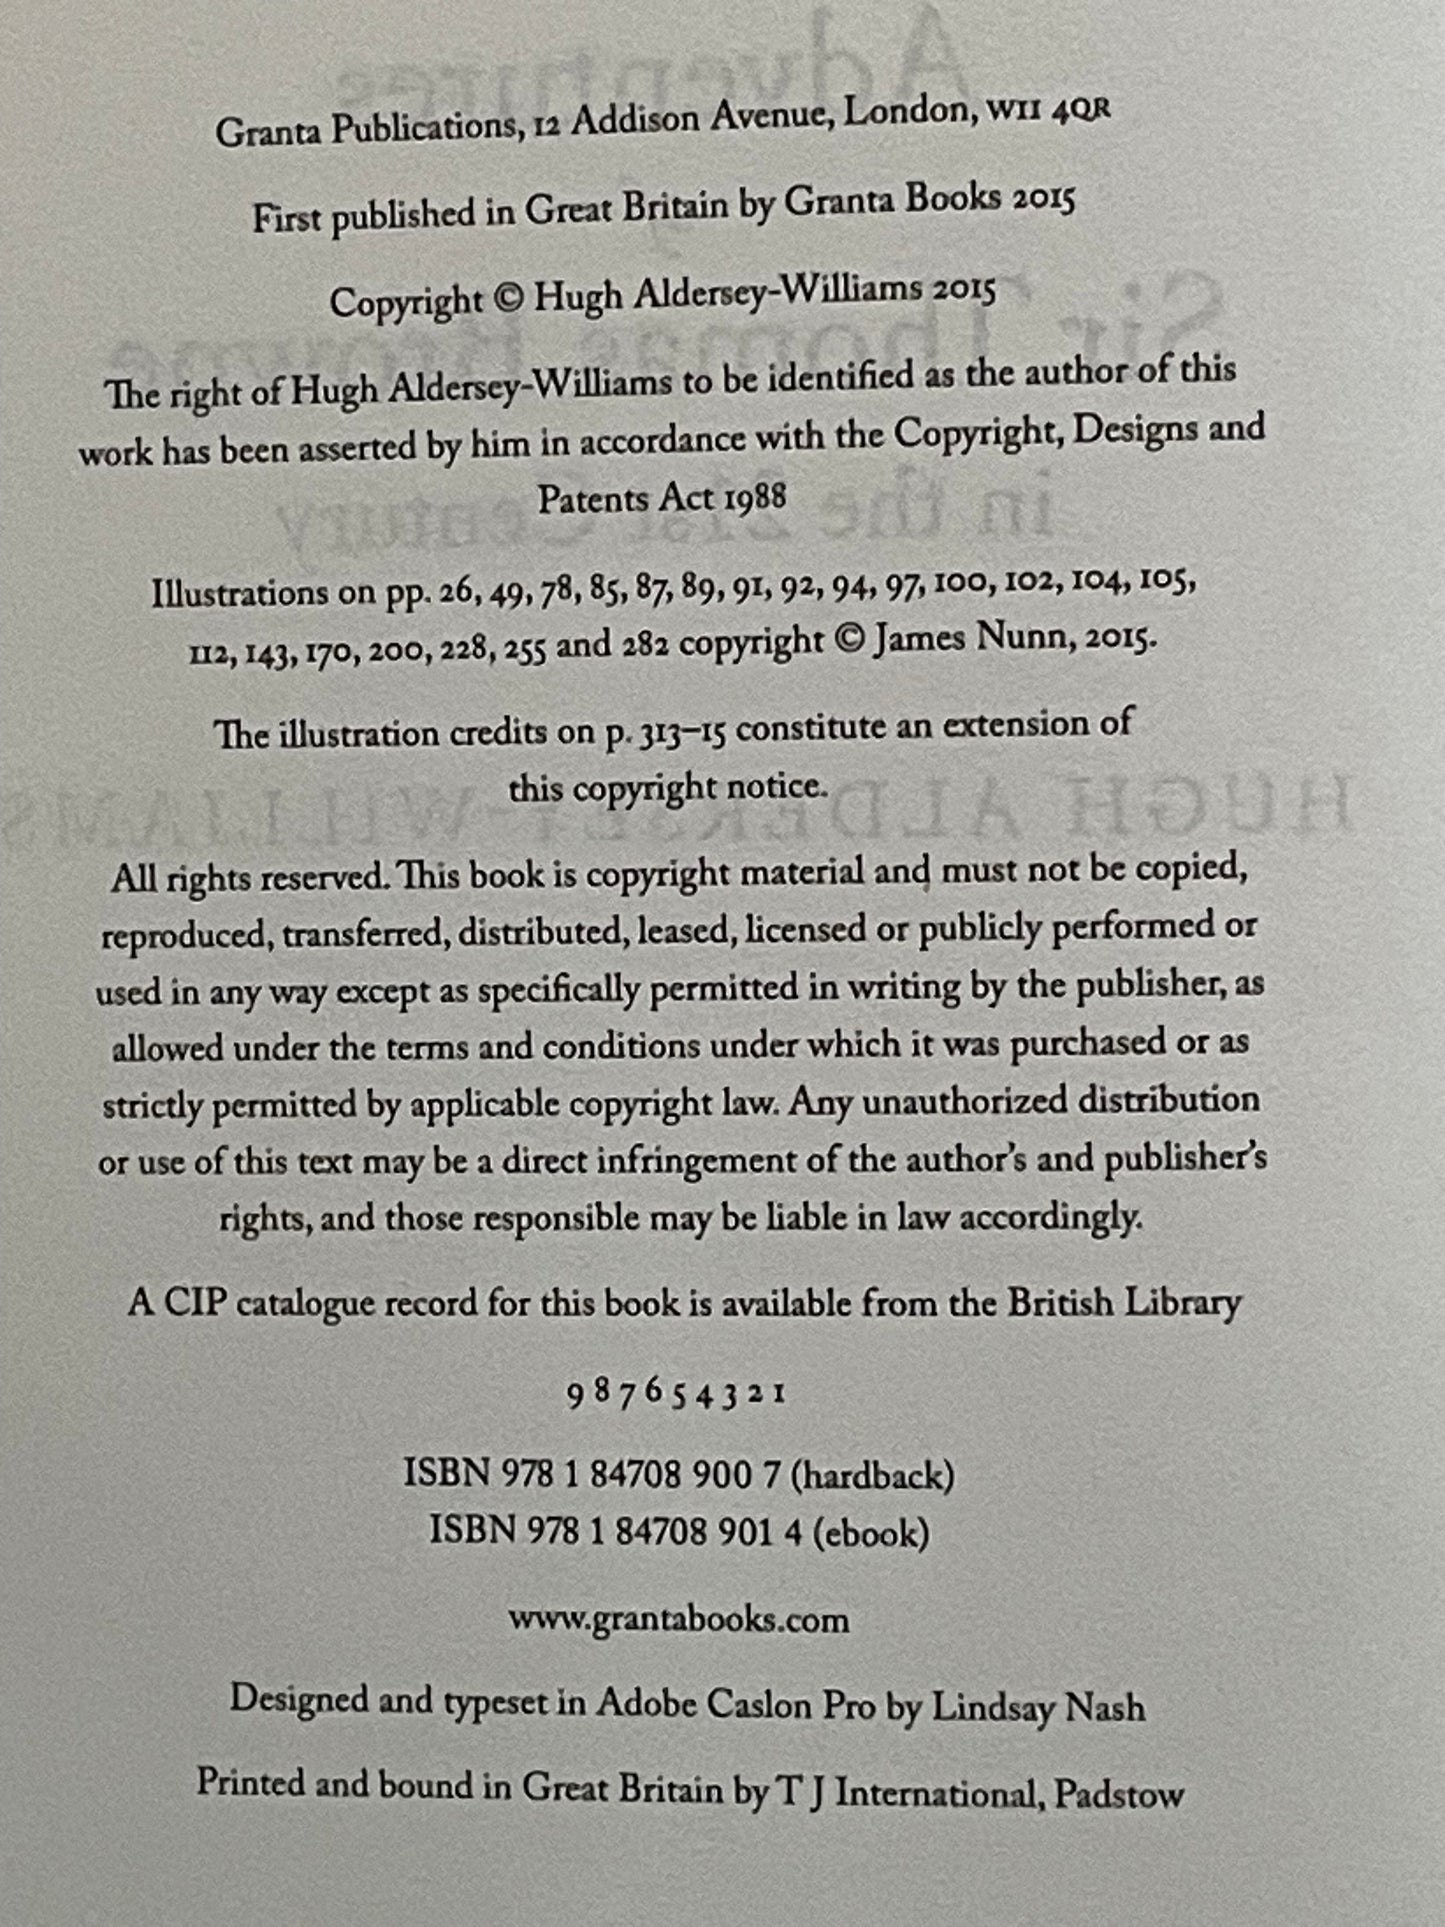 Granta Publications, 12 Addison Avenue, London, W11 4QR
First published in Great Britain by Granta Books 2015
Copyright © Hugh Aldersey-Williams 2015
The right of Hugh Aldersey-Williams to be identified as the author of this
work has been asserted by him in accordance with the Copyright, Designs and
Patents Act 1988
Illustrations on pp. 26, 49, 78, 85, 87, 89, 91, 92, 94, 97, 100, 102, 104, 105,
112, 143, 170, 200, 228, 255 and 282 copyright © James Nunn, 2015.
The illustration credits on p. 313–15 constitute an extension of
this copyright notice.
All rights reserved. This book is copyright material and must not be copied,
reproduced, transferred, distributed, leased, licensed or publicly performed or
used in any way except as specifically permitted in writing by the publisher, as
allowed under the terms and conditions under which it was purchased or as
strictly permitted by applicable copyright law. Any unauthorized distribution
or use of this text may be a direct infringement of the author's and publisher's
rights, and those responsible may be liable in law accordingly.
A CIP catalogue record for this book is available from the British Library
9 8 7 6 5 4 3 2 1
ISBN 978 1 84708 900 7 (hardback)
ISBN 978 1 84708 901 4 (ebook)
www.grantabooks.com
Designed and typeset in Adobe Caslon Pro by Lindsay Nash
Printed and bound in Great Britain by T J International, Padstow